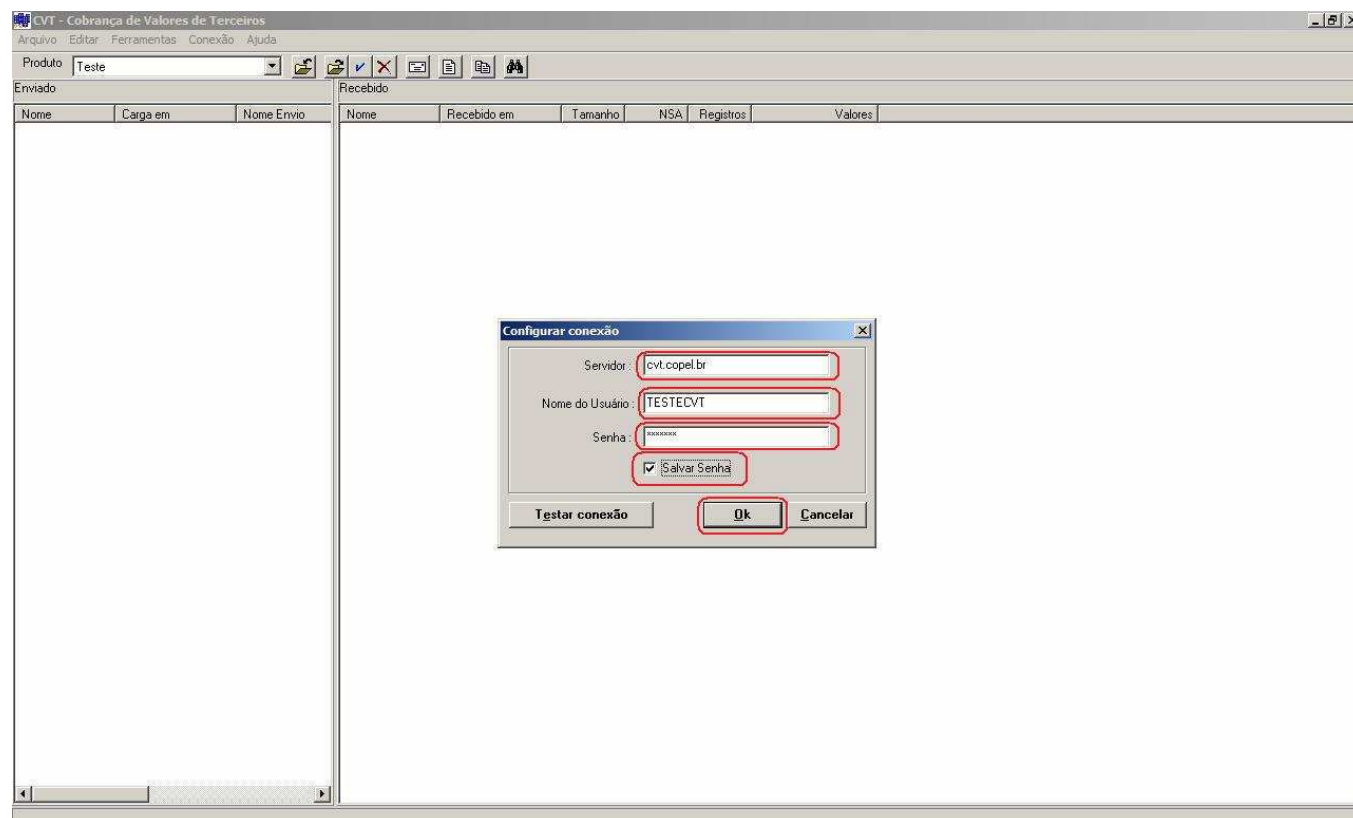 CVT - Cobrança de Valores de Terceiros
Arquivo Editar Ferramentas Conexão Ajuda
Produto Teste
Enviado Recebido
Nome Carga em Nome Envio Nome Recebido em Tamanho NSA Registros Valores
Configurar conexão
Servidor : cvt.copel.br
Nome do Usuário : TESTECVT
Senha : *******
Salvar Senha
Testar conexão Ok Cancelar